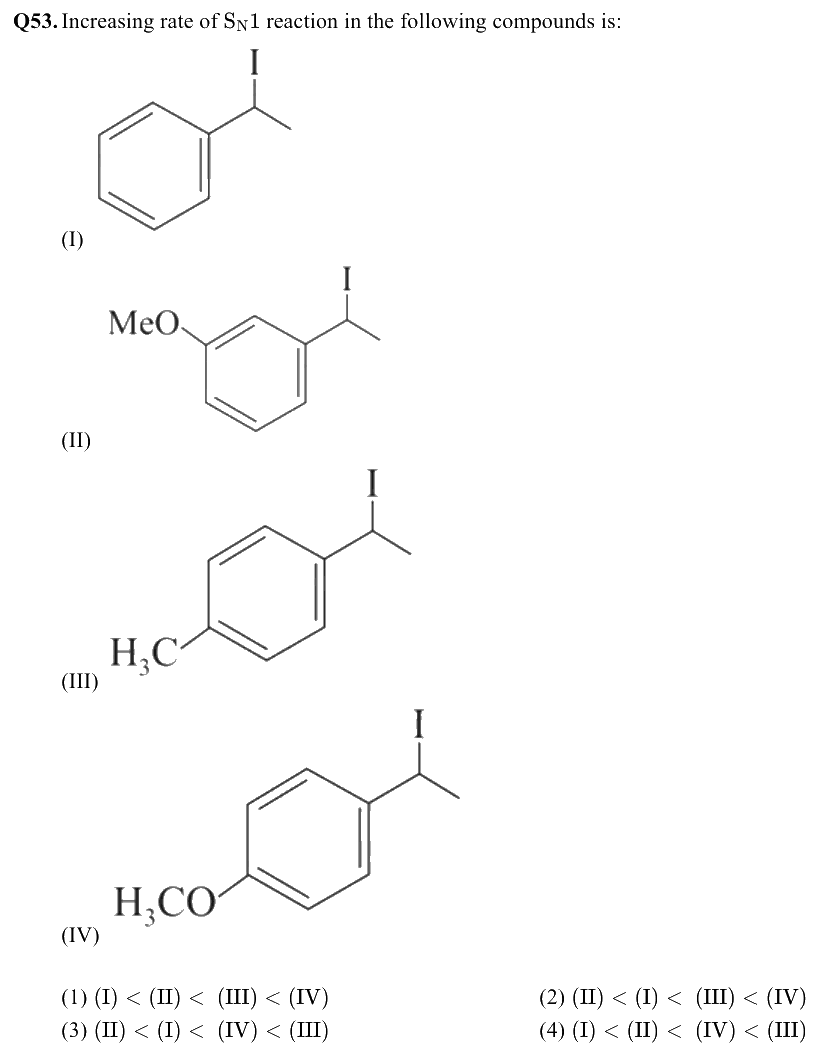 Q53. Increasing rate of SN1 reaction in the following compounds is:
I
(I)
I
MeO
(II)
I
H3C
(III)
I
H3CO
(IV)
(1) (I) < (II) < (III) < (IV) (2) (II) < (I) < (III) < (IV)
(3) (II) < (I) < (IV) < (III) (4) (I) < (II) < (IV) < (III)